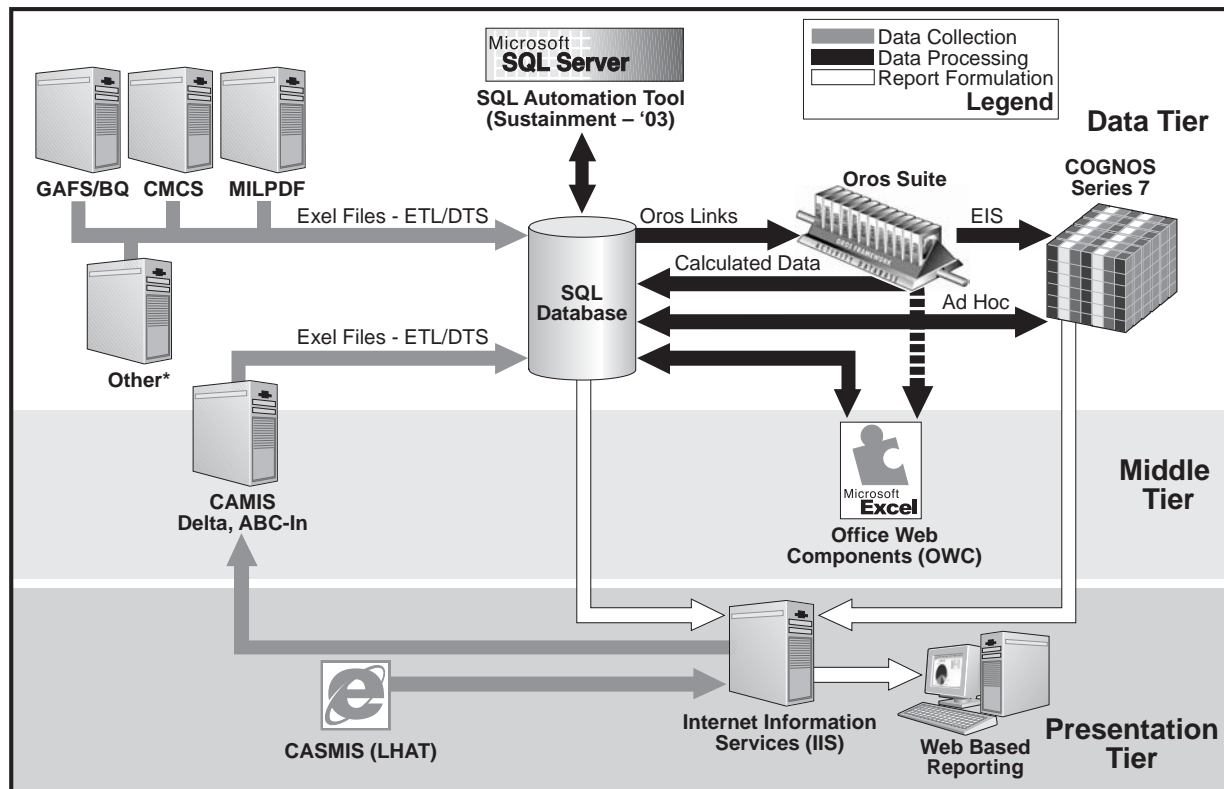 Microsoft
SQL Server
SQL Automation Tool
(Sustainment – '03)
Data Collection
Data Processing
Report Formulation
Legend
Data Tier
GAFS/BQ
CMCS
MILPDF
Oros Suite
COGNOS
Series 7
Exel Files - ETL/DTS
Oros Links
EIS
OROS FRAMEWORK
Calculated Data
SQL
Database
Ad Hoc
Exel Files - ETL/DTS
Other*
CAMIS
Delta, ABC-In
Microsoft
Excel
Office Web
Components (OWC)
Middle
Tier
CASMIS (LHAT)
Internet Information
Services (IIS)
Web Based
Reporting
Presentation
Tier